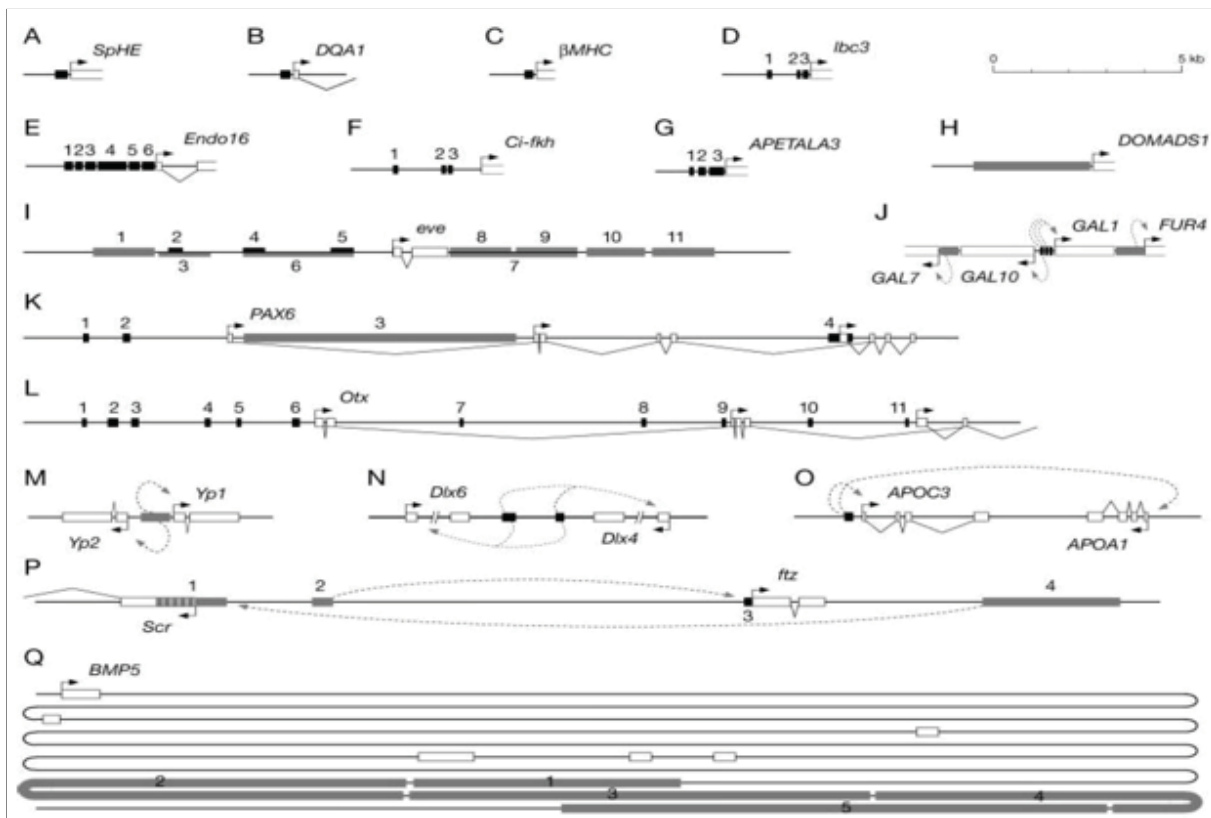 A SpHE
B DQA1
C βMHC
D lbc3
1 2 3
0 5 kb
E Endo16
1 2 3 4 5 6
F Ci-fkh
1 2 3
G APETALA3
1 2 3
H DOMADS1
I eve
1 2 4 5 8 9 10 11
3 6 7
J GAL1 FUR4
GAL7 GAL10
K PAX6
1 2 3 4
L Otx
1 2 3 4 5 6 7 8 9 10 11
M Yp1
Yp2
N Dlx6
Dlx4
O APOC3
APOA1
P ftz
1 2 4
Scr 3
Q BMP5
2 1
3 4
5